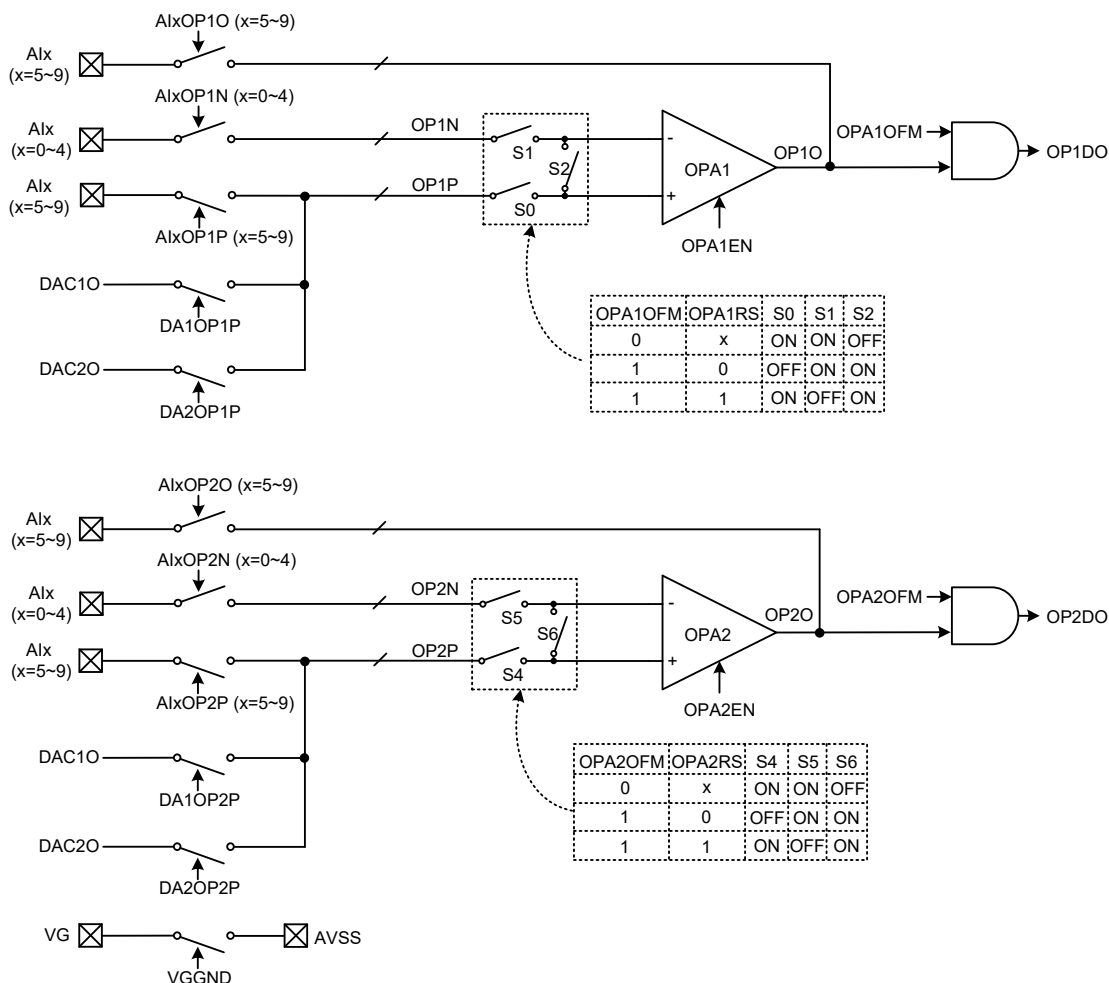 AIxOP1O (x=5~9)
AIx
(x=5~9)
AIxOP1N (x=0~4)
AIx
(x=0~4)
OP1N
S1
S2
OPA1
OP1O
OPA1OFM
OP1DO
AIx
(x=5~9)
OP1P
S0
-
+
AIxOP1P (x=5~9)
OPA1EN
DAC1O
DA1OP1P
DAC2O
DA2OP1P
OPA1OFM OPA1RS S0 S1 S2
0 x ON ON OFF
1 0 OFF ON ON
1 1 ON OFF ON
AIxOP2O (x=5~9)
AIx
(x=5~9)
AIxOP2N (x=0~4)
AIx
(x=0~4)
OP2N
S5
S6
OPA2
OP2O
OPA2OFM
OP2DO
AIx
(x=5~9)
OP2P
S4
-
+
AIxOP2P (x=5~9)
OPA2EN
DAC1O
DA1OP2P
DAC2O
DA2OP2P
OPA2OFM OPA2RS S4 S5 S6
0 x ON ON OFF
1 0 OFF ON ON
1 1 ON OFF ON
VG
AVSS
VGGND